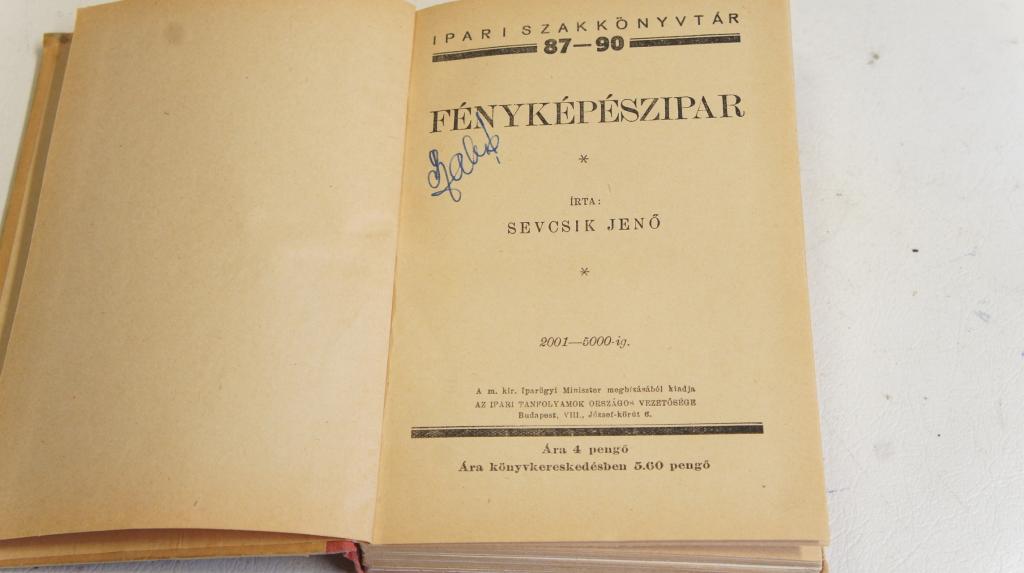 IPARI SZAKKÖNYVTÁR
87—90
FÉNYKÉPÉSZIPAR
*
ÍRTA:
SEVCSIK JENŐ
*
2001—5000-ig.
A m. kir. Iparügyi Miniszter megbízásából kiadja
AZ IPARI TANFOLYAMOK ORSZÁGOS VEZETŐSÉGE
Budapest, VIII., József-körút 6.
Ára 4 pengő
Ára könyvkereskedésben 5.60 pengő